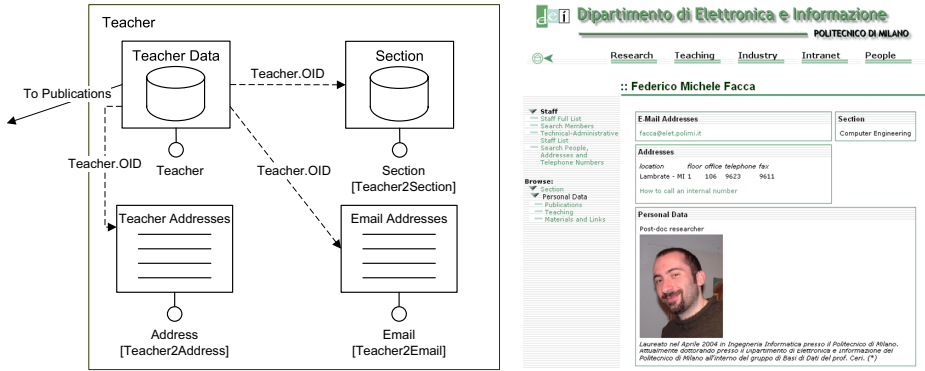 Teacher
Teacher Data
Section
Teacher.OID
To Publications
Teacher.OID
Teacher
Teacher.OID
Section
[Teacher2Section]
Teacher Addresses
Email Addresses
Address
[Teacher2Address]
Email
[Teacher2Email]
dei Dipartimento di Elettronica e Informazione
POLITECNICO DI MILANO
Research Teaching Industry Intranet People
:: Federico Michele Facca
Staff
Staff Full List
Search Members
Technical-Administrative
Staff List
Search People,
Addresses and
Telephone Numbers
Browse:
Section
Personal Data
Publications
Teaching
Materials and Links
E-Mail Addresses
facca@elet.polimi.it
Section
Computer Engineering
Addresses
location floor office telephone fax
Lambrate - MI 1 106 9623 9611
How to call an internal number
Personal Data
Post-doc researcher
Laureato nel Aprile 2004 in Ingegneria Informatica presso il Politecnico di Milano.
Attualmente dottorando presso il Dipartimento di Elettronica e Informazione del
Politecnico di Milano all'interno del gruppo di Basi di Dati del prof. Ceri. (*)